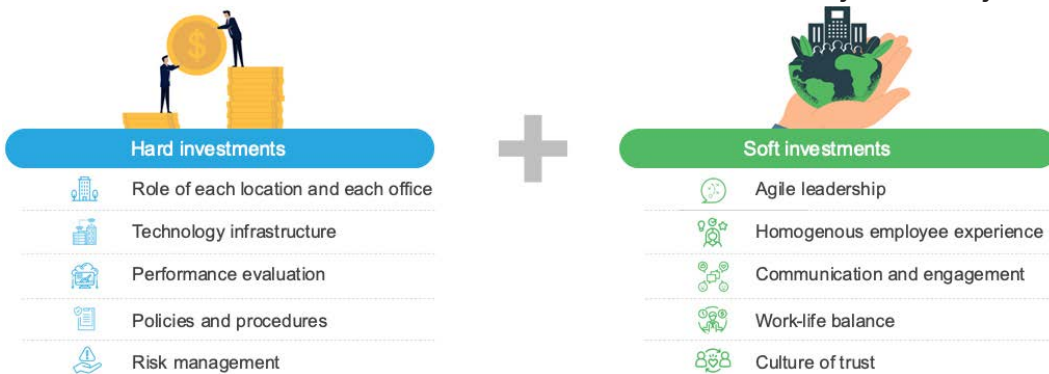 Hard investments
Role of each location and each office
Technology infrastructure
Performance evaluation
Policies and procedures
Risk management
Soft investments
Agile leadership
Homogenous employee experience
Communication and engagement
Work-life balance
Culture of trust